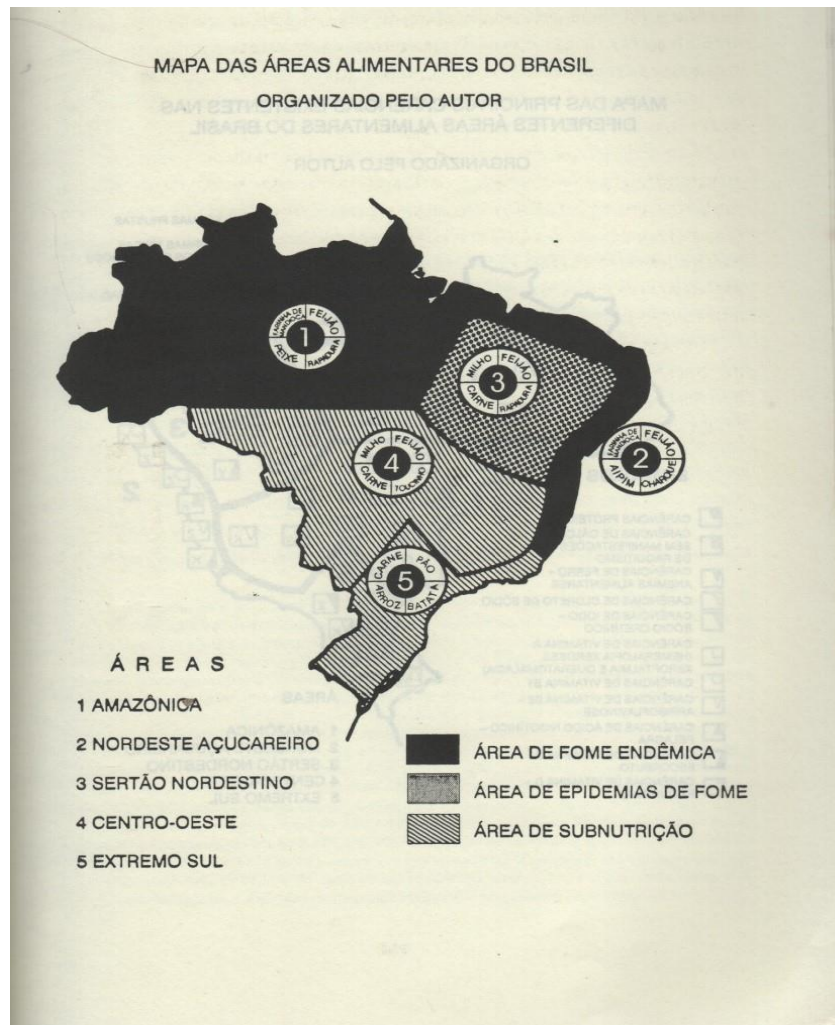 MAPA DAS ÁREAS ALIMENTARES DO BRASIL
ORGANIZADO PELO AUTOR
1
FARINHA DE MANDIOCA
FEIJÃO
PEIXE
RAPADURA
3
MILHO
FEIJÃO
CARNE
RAPADURA
4
MILHO
FEIJÃO
CARNE
TOUCINHO
2
FARINHA DE MANDIOCA
FEIJÃO
AIPIM
CHARQUE
5
CARNE
PÃO
ARROZ
BATATA
ÁREAS
1 AMAZÔNICA
2 NORDESTE AÇUCAREIRO
3 SERTÃO NORDESTINO
4 CENTRO-OESTE
5 EXTREMO SUL
ÁREA DE FOME ENDÊMICA
ÁREA DE EPIDEMIAS DE FOME
ÁREA DE SUBNUTRIÇÃO